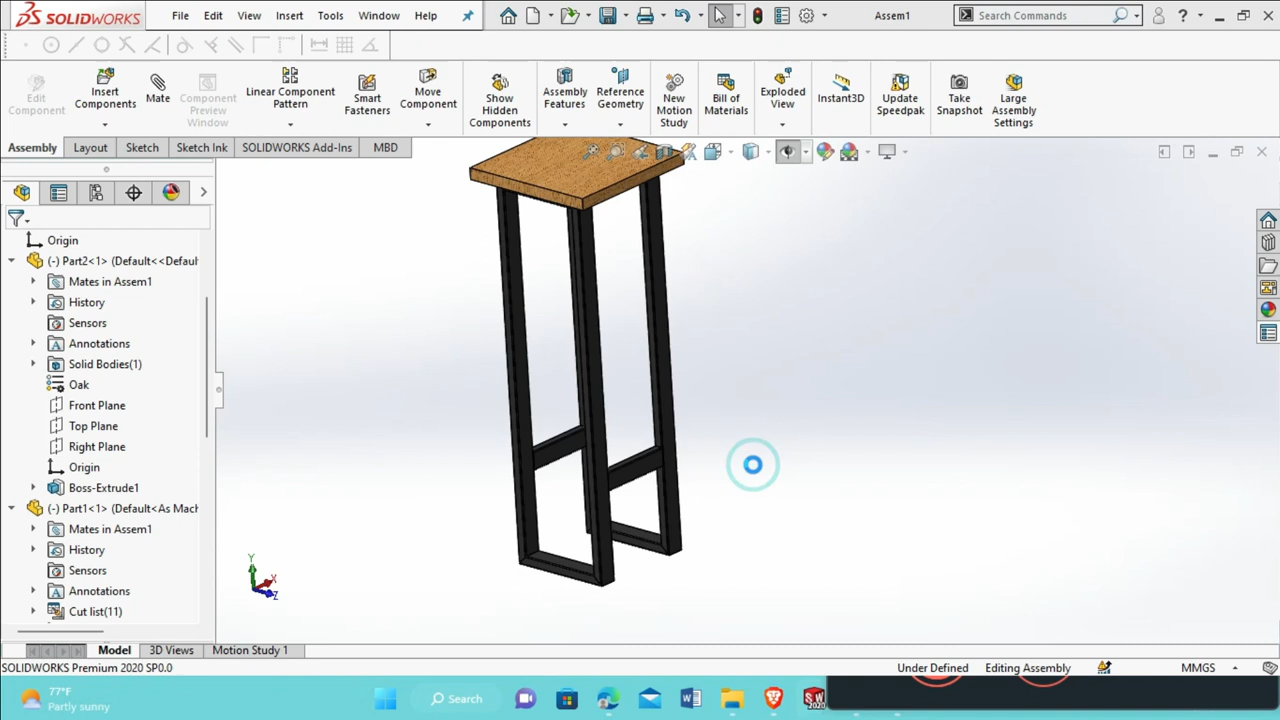 SOLIDWORKS File Edit View Insert Tools Window Help Assem1 Search Commands ?
Edit Component
Insert Components
Mate
Component Preview Window
Linear Component Pattern
Smart Fasteners
Move Component
Show Hidden Components
Assembly Features
Reference Geometry
New Motion Study
Bill of Materials
Exploded View
Instant3D
Update Speedpak
Take Snapshot
Large Assembly Settings
Assembly Layout Sketch Sketch Ink SOLIDWORKS Add-Ins MBD
Origin
(-) Part2<1> (Default<<Defaul
Mates in Assem1
History
Sensors
Annotations
Solid Bodies(1)
Oak
Front Plane
Top Plane
Right Plane
Origin
Boss-Extrude1
(-) Part1<1> (Default<As Mach
Mates in Assem1
History
Sensors
Annotations
Cut list(11)
Y
X
Z
Model 3D Views Motion Study 1
SOLIDWORKS Premium 2020 SP0.0 Under Defined Editing Assembly MMGS
77°F
Partly sunny
Search
SW
2020